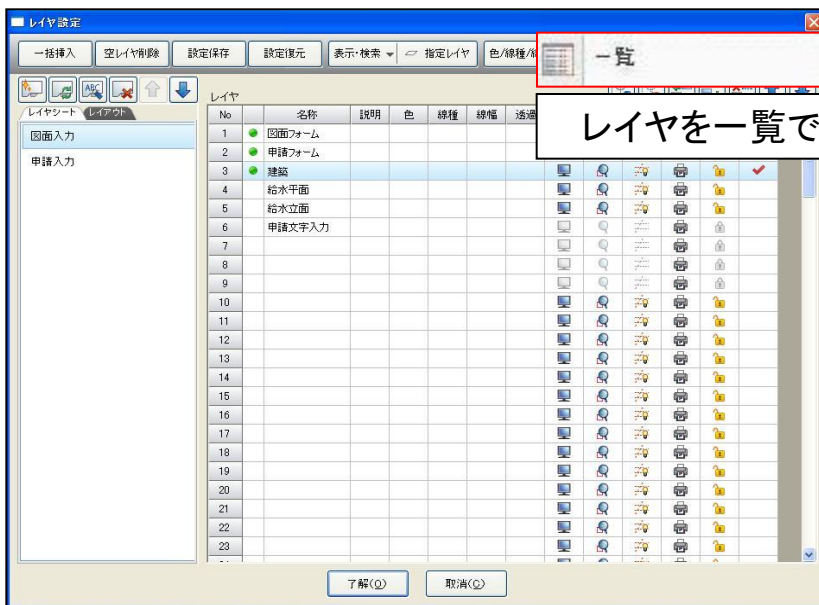 レイヤ設定
一括挿入 空レイヤ削除 設定保存 設定復元 表示・検索 指定レイヤ
一覧
レイヤを一覧で
レイヤシート レイアウト
レイヤ
図面入力
申請入力
No 名称 説明 色 線種 線幅
1 図面フォーム
2 申請フォーム
3 建築
4 給水平面
5 給水立面
6 申請文字入力
7
8
9
10
11
12
13
14
15
16
17
18
19
20
21
22
23
了解(O) 取消(C)